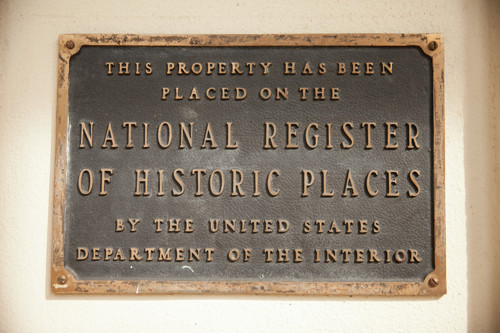 THIS PROPERTY HAS BEEN
PLACED ON THE
NATIONAL REGISTER
OF HISTORIC PLACES
BY THE UNITED STATES
DEPARTMENT OF THE INTERIOR